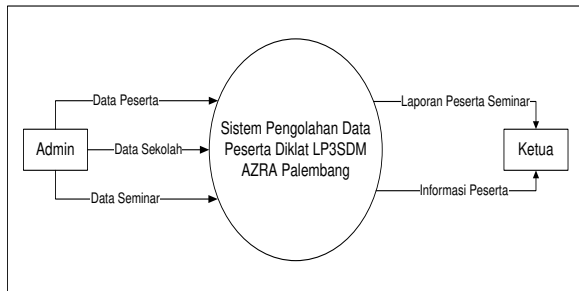 Data Peserta
Laporan Peserta Seminar
Sistem Pengolahan Data
Peserta Diklat LP3SDM
AZRA Palembang
Admin
Data Sekolah
Ketua
Data Seminar
Informasi Peserta